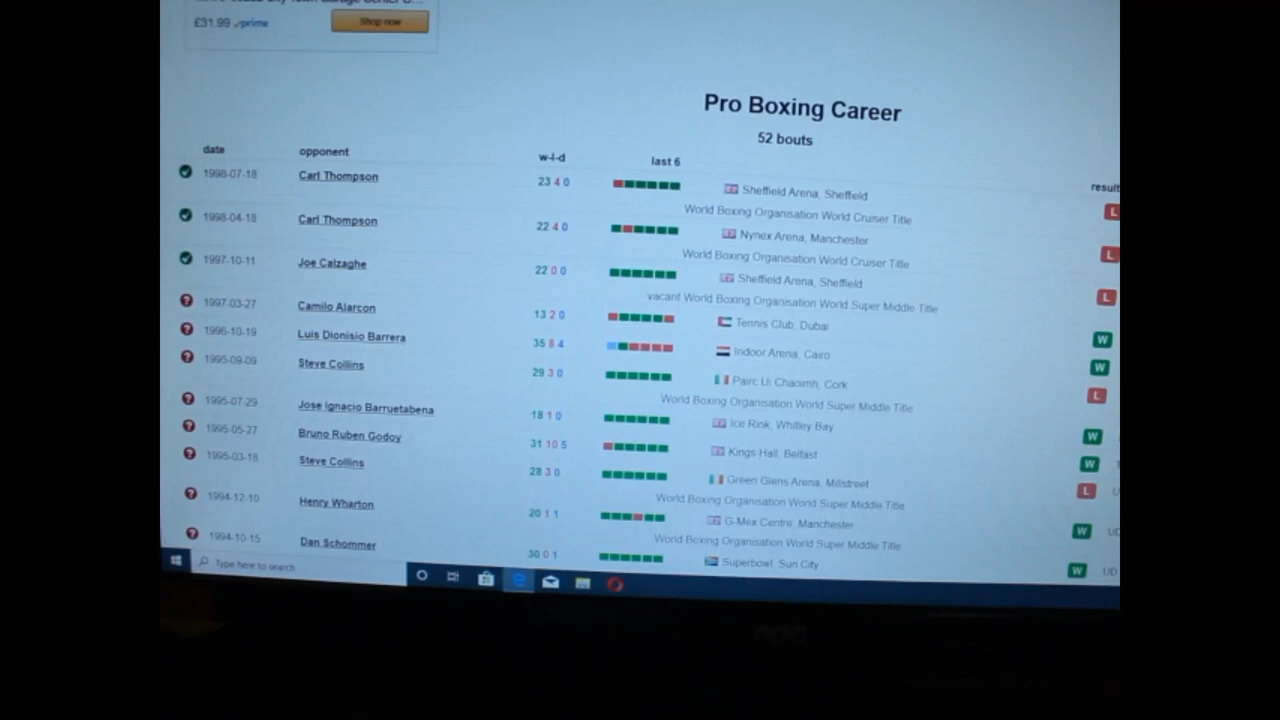 £31.99 prime Shop now
Pro Boxing Career
52 bouts
date opponent w-l-d last 6 result
1998-07-18 Carl Thompson 23 4 0 Sheffield Arena, Sheffield L
World Boxing Organisation World Cruiser Title
1998-04-18 Carl Thompson 22 4 0 Nynex Arena, Manchester L
World Boxing Organisation World Cruiser Title
1997-10-11 Joe Calzaghe 22 0 0 Sheffield Arena, Sheffield L
vacant World Boxing Organisation World Super Middle Title
1997-03-27 Camilo Alarcon 13 2 0 Tennis Club, Dubai W
1996-10-19 Luis Dionisio Barrera 35 8 4 Indoor Arena, Cairo W
1995-09-09 Steve Collins 29 3 0 Pairc Ui Chaoimh, Cork L
World Boxing Organisation World Super Middle Title
1995-07-29 Jose Ignacio Barruetabena 18 1 0 Ice Rink, Whitley Bay W
1995-05-27 Bruno Ruben Godoy 31 10 5 Kings Hall, Belfast W
1995-03-18 Steve Collins 28 3 0 Green Glens Arena, Millstreet L
World Boxing Organisation World Super Middle Title
1994-12-10 Henry Wharton 20 1 1 G-Mex Centre, Manchester W UD
World Boxing Organisation World Super Middle Title
1994-10-15 Dan Schommer 30 0 1 Superbowl, Sun City W UD
Type here to search
AOC